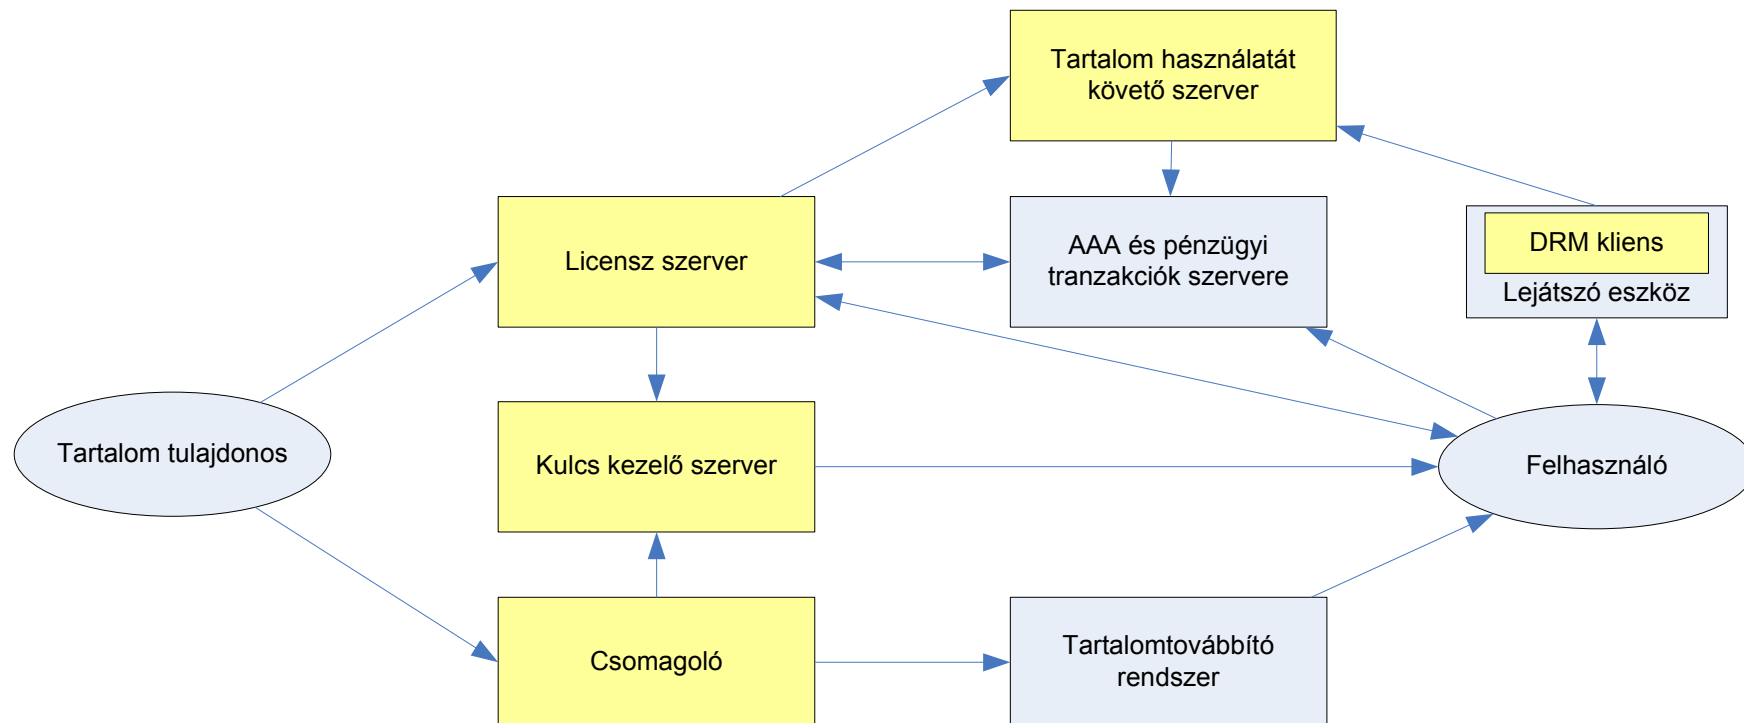 Tartalom használatát
követő szerver
Licensz szerver
AAA és pénzügyi
tranzakciók szervere
DRM kliens
Lejátszó eszköz
Tartalom tulajdonos
Kulcs kezelő szerver
Felhasználó
Csomagoló
Tartalomtovábbító
rendszer